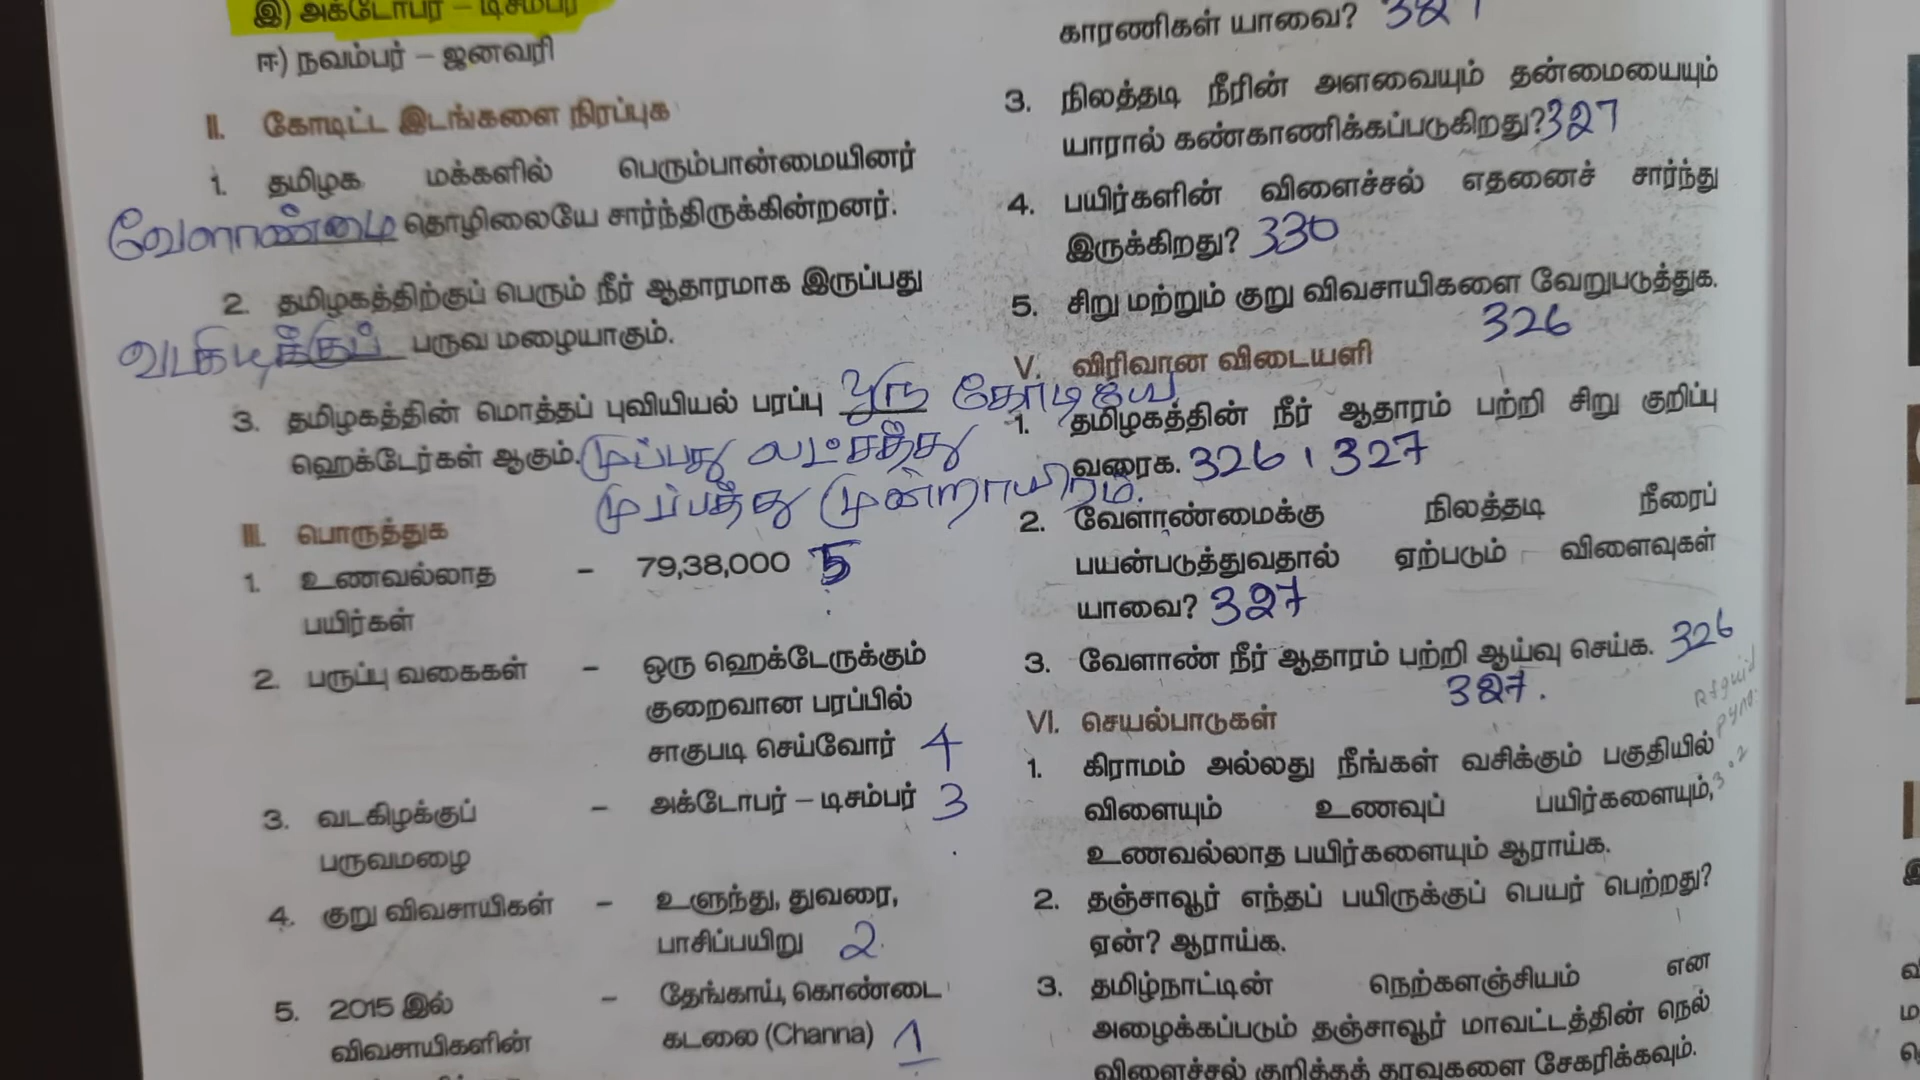 இ) அக்டோபர் – டிசம்பர்
ஈ) நவம்பர் – ஜனவரி
II. கோடிட்ட இடங்களை நிரப்புக
1. தமிழக மக்களில் பெரும்பான்மையினர்
வேளாண்மை தொழிலையே சார்ந்திருக்கின்றனர்.
2. தமிழகத்திற்குப் பெரும் நீர் ஆதாரமாக இருப்பது
பருவ மழையாகும்.
3. தமிழகத்தின் மொத்தப் புவியியல் பரப்பு ஒரு கோடியே
ஹெக்டேர்கள் ஆகும். முப்பது லட்சத்து
முப்பத்து மூன்றாயிரம்.
III. பொருத்துக
1. உணவல்லாத – 79,38,000 5
பயிர்கள்
2. பருப்பு வகைகள் – ஒரு ஹெக்டேருக்கும்
குறைவான பரப்பில்
சாகுபடி செய்வோர் 4
3. வடகிழக்குப் – அக்டோபர் – டிசம்பர் 3
பருவமழை
4. குறு விவசாயிகள் – உளுந்து, துவரை,
பாசிப்பயிறு 2
5. 2015 இல் – தேங்காய், கொண்டை
விவசாயிகளின் கடலை (Channa) 1
காரணிகள் யாவை? 327
3. நிலத்தடி நீரின் அளவையும் தன்மையையும்
யாரால் கண்காணிக்கப்படுகிறது? 327
4. பயிர்களின் விளைச்சல் எதனைச் சார்ந்து
இருக்கிறது? 330
5. சிறு மற்றும் குறு விவசாயிகளை வேறுபடுத்துக.
326
V. விரிவான விடையளி
1. தமிழகத்தின் நீர் ஆதாரம் பற்றி சிறு குறிப்பு
வரைக. 326, 327
2. வேளாண்மைக்கு நிலத்தடி நீரைப்
பயன்படுத்துவதால் ஏற்படும் விளைவுகள்
யாவை? 327
3. வேளாண் நீர் ஆதாரம் பற்றி ஆய்வு செய்க. 326
327.
VI. செயல்பாடுகள்
1. கிராமம் அல்லது நீங்கள் வசிக்கும் பகுதியில்
விளையும் உணவுப் பயிர்களையும்,
உணவல்லாத பயிர்களையும் ஆராய்க.
2. தஞ்சாவூர் எந்தப் பயிருக்குப் பெயர் பெற்றது?
ஏன்? ஆராய்க.
3. தமிழ்நாட்டின் நெற்களஞ்சியம் என
அழைக்கப்படும் தஞ்சாவூர் மாவட்டத்தின் நெல்
விளைச்சல் குறித்தத் தரவுகளை சேகரிக்கவும்.